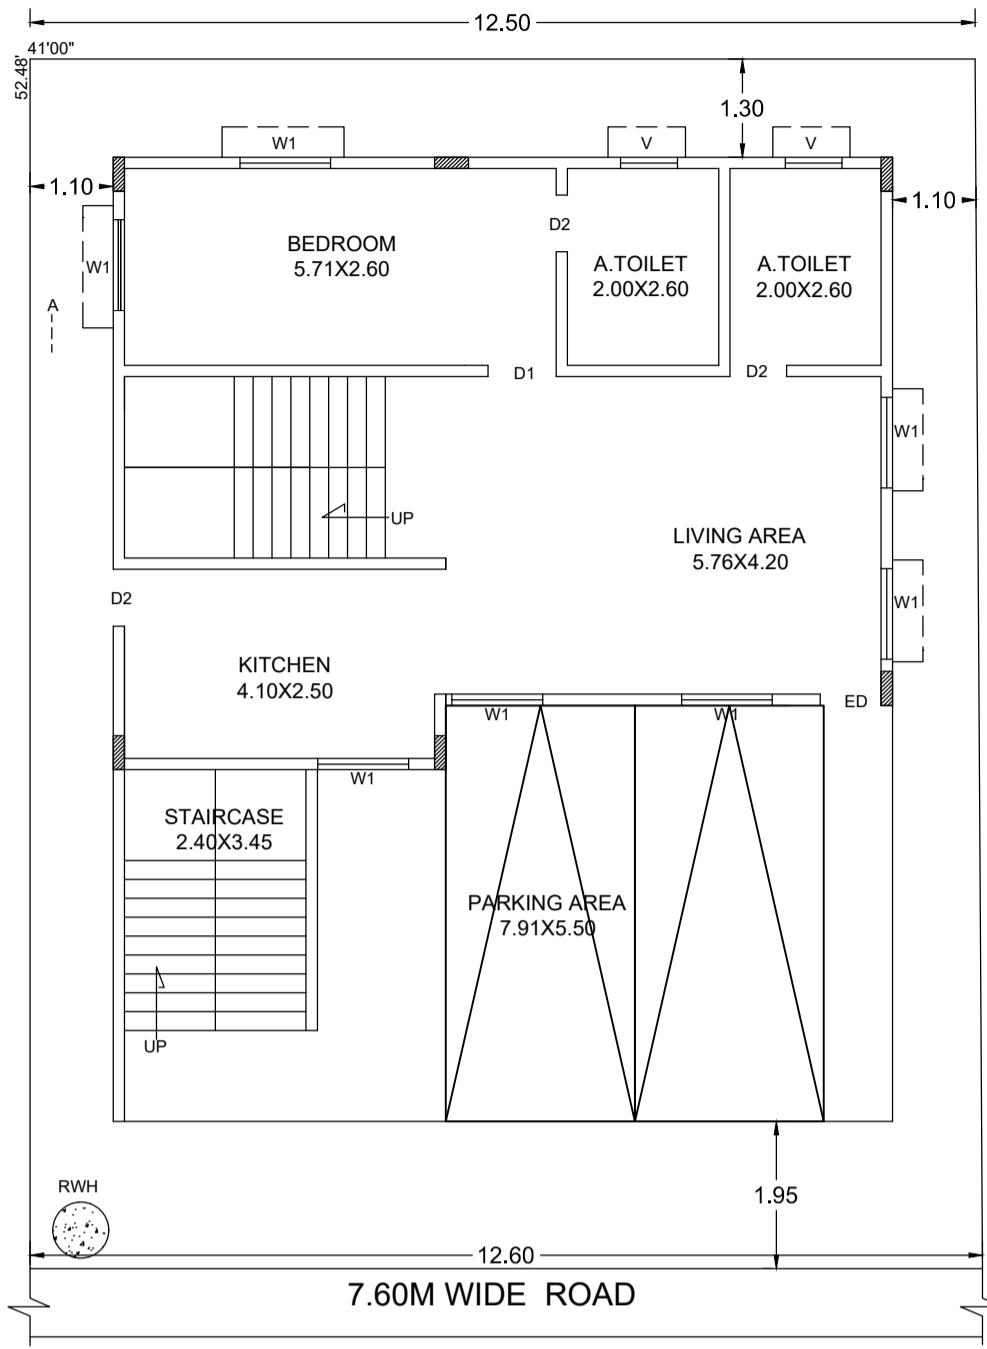 12.50
41'00"
52.48'
1.30
W1
V
V
1.10
1.10
BEDROOM
5.71X2.60
D2
A.TOILET
2.00X2.60
A.TOILET
2.00X2.60
W1
A
D1
D2
W1
UP
LIVING AREA
5.76X4.20
D2
W1
KITCHEN
4.10X2.50
ED
W1
W1
W1
STAIRCASE
2.40X3.45
PARKING AREA
7.91X5.50
UP
RWH
1.95
12.60
7.60M WIDE ROAD